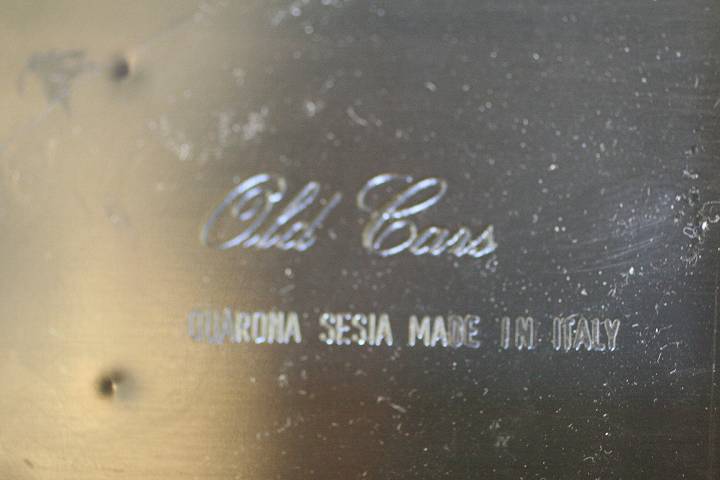 Old Cars
QUARONA SESIA MADE IN ITALY